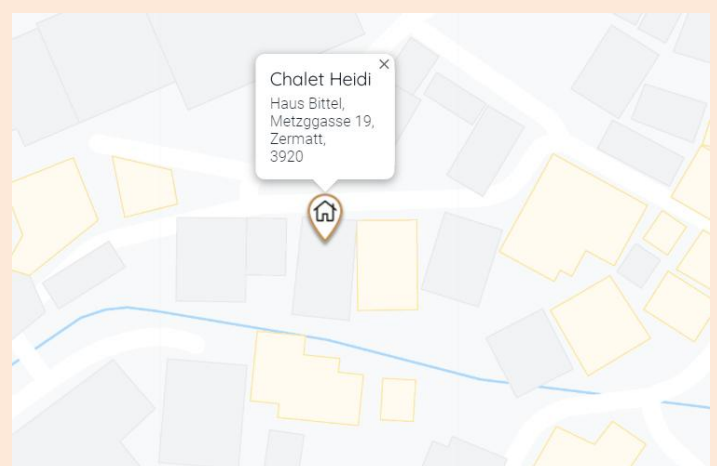 Chalet Heidi
Haus Bittel,
Metzggasse 19,
Zermatt,
3920